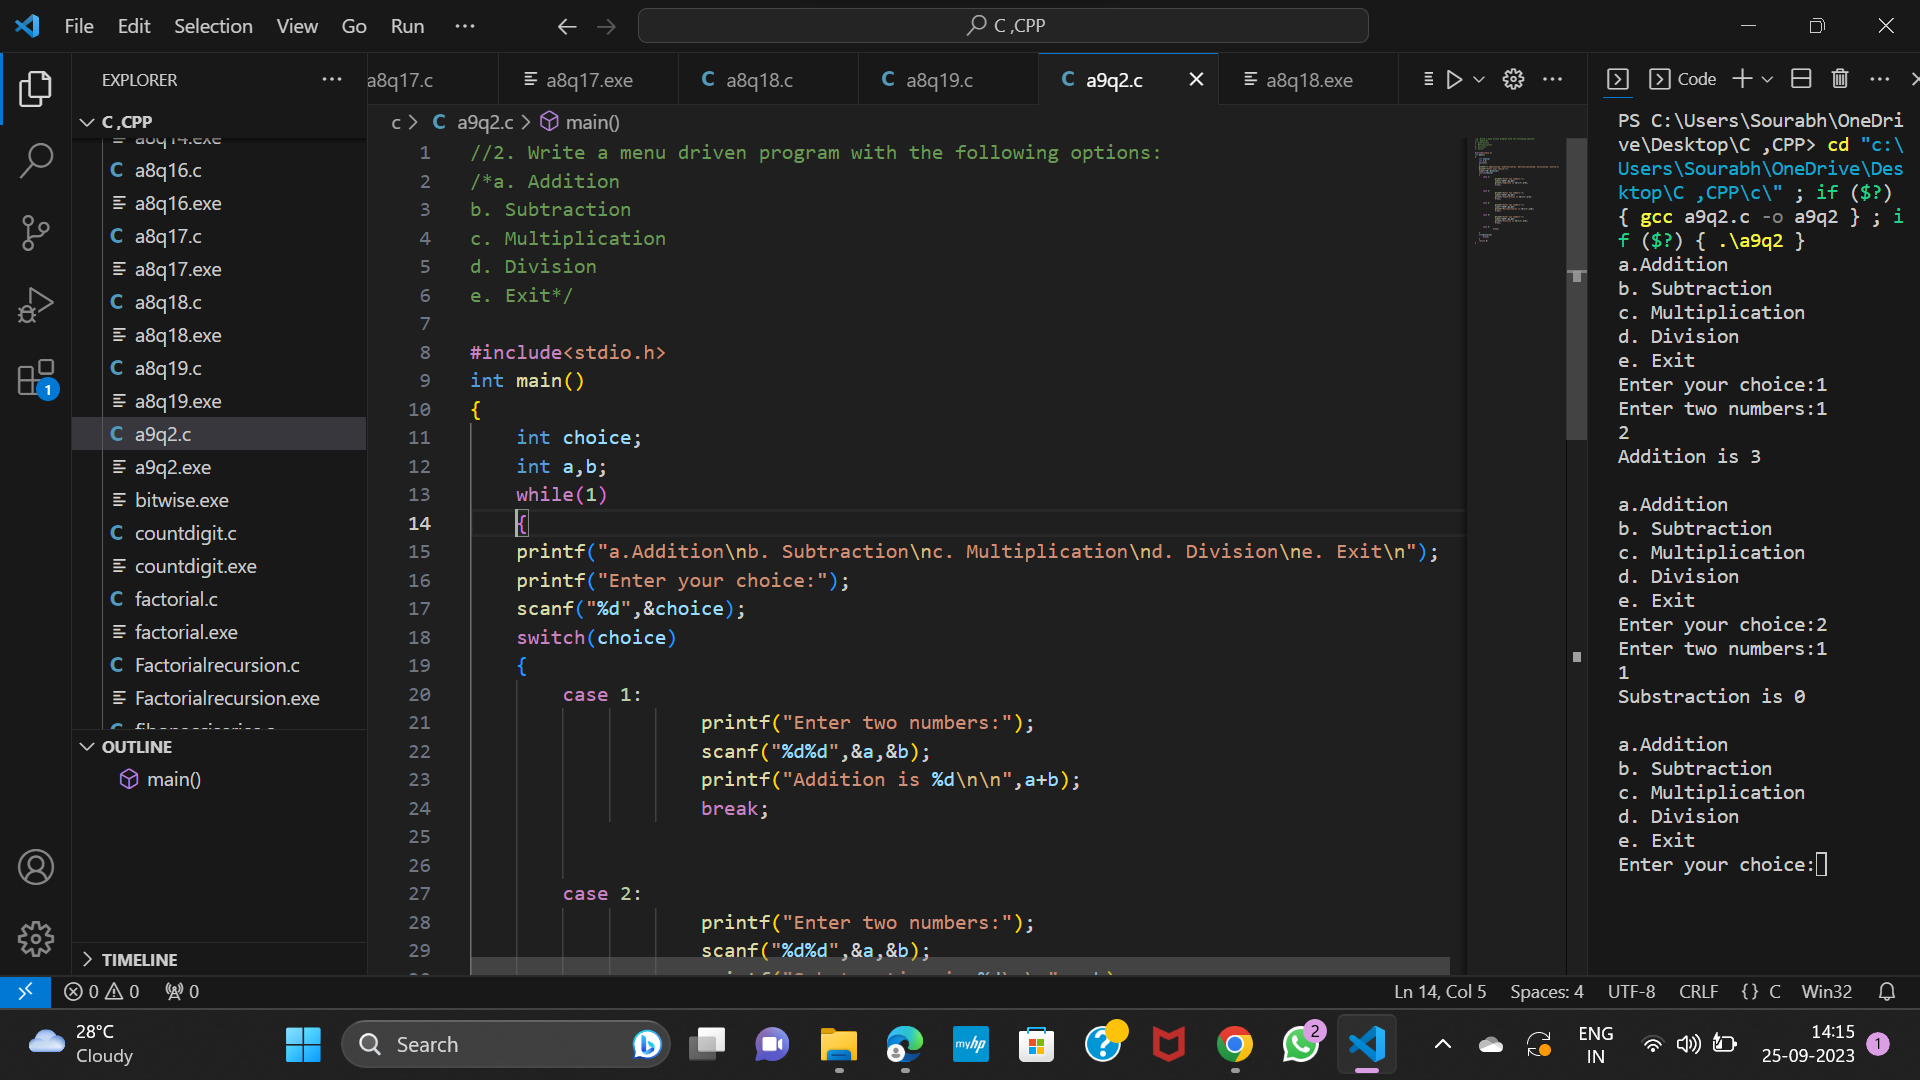 File Edit Selection View Go Run ···
C ,CPP
EXPLORER ···
C ,CPP
a8q14.exe
a8q16.c
a8q16.exe
a8q17.c
a8q17.exe
a8q18.c
a8q18.exe
a8q19.c
a8q19.exe
a9q2.c
a9q2.exe
bitwise.exe
countdigit.c
countdigit.exe
factorial.c
factorial.exe
Factorialrecursion.c
Factorialrecursion.exe
OUTLINE
main()
TIMELINE
1
a8q17.c a8q17.exe a8q18.c a8q19.c a9q2.c a8q18.exe
c > C a9q2.c > main()
1 //2. Write a menu driven program with the following options:
2 /*a. Addition
3 b. Subtraction
4 c. Multiplication
5 d. Division
6 e. Exit*/
7
8 #include<stdio.h>
9 int main()
10 {
11 int choice;
12 int a,b;
13 while(1)
14 {
15 printf("a.Addition\nb. Subtraction\nc. Multiplication\nd. Division\ne. Exit\n");
16 printf("Enter your choice:");
17 scanf("%d",&choice);
18 switch(choice)
19 {
20 case 1:
21 printf("Enter two numbers:");
22 scanf("%d%d",&a,&b);
23 printf("Addition is %d\n\n",a+b);
24 break;
25
26
27 case 2:
28 printf("Enter two numbers:");
29 scanf("%d%d",&a,&b);
Code
PS C:\Users\Sourabh\OneDri
ve\Desktop\C ,CPP> cd "c:\
Users\Sourabh\OneDrive\Des
ktop\C ,CPP\c\" ; if ($?)
{ gcc a9q2.c -o a9q2 } ; i
f ($?) { .\a9q2 }
a.Addition
b. Subtraction
c. Multiplication
d. Division
e. Exit
Enter your choice:1
Enter two numbers:1
2
Addition is 3
a.Addition
b. Subtraction
c. Multiplication
d. Division
e. Exit
Enter your choice:2
Enter two numbers:1
1
Substraction is 0
a.Addition
b. Subtraction
c. Multiplication
d. Division
e. Exit
Enter your choice:
0 0 0 Ln 14, Col 5 Spaces: 4 UTF-8 CRLF {} C Win32
28°C
Cloudy
Search
myhp
2
ENG
IN
14:15
25-09-2023
1